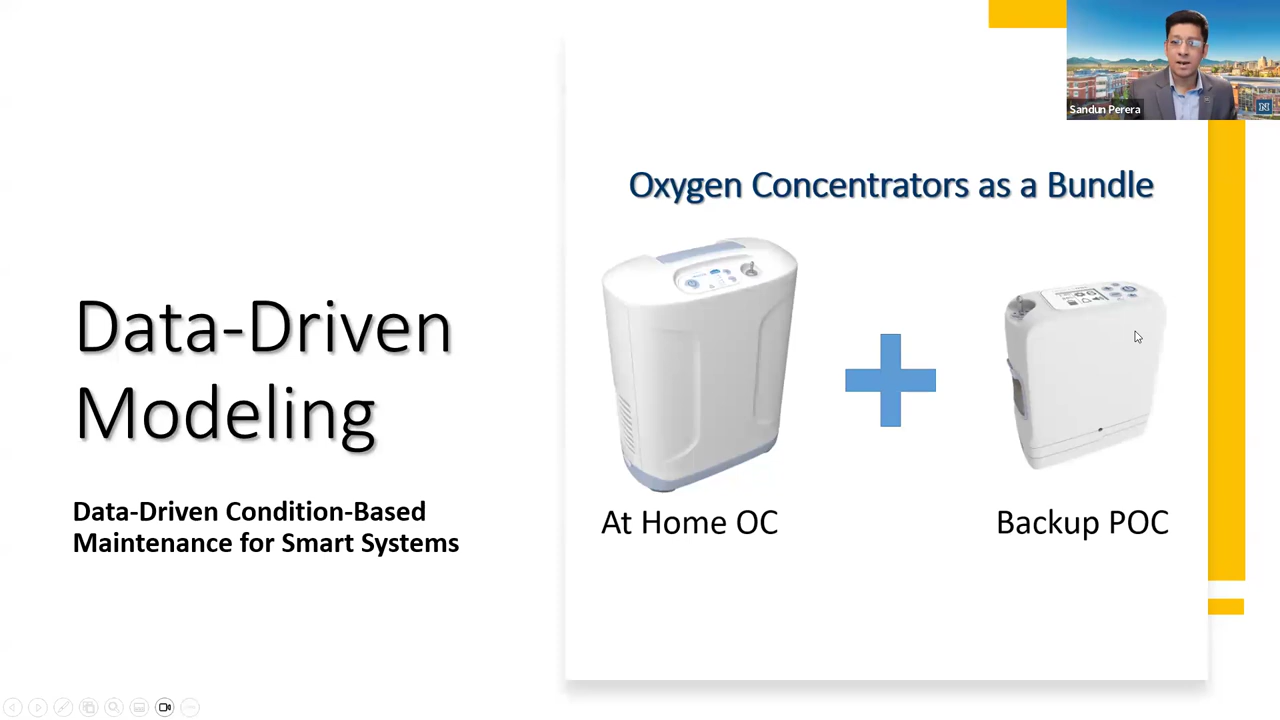 Sandun Perera
N
Oxygen Concentrators as a Bundle
Data-Driven
Modeling
At Home OC
Backup POC
Data-Driven Condition-Based
Maintenance for Smart Systems